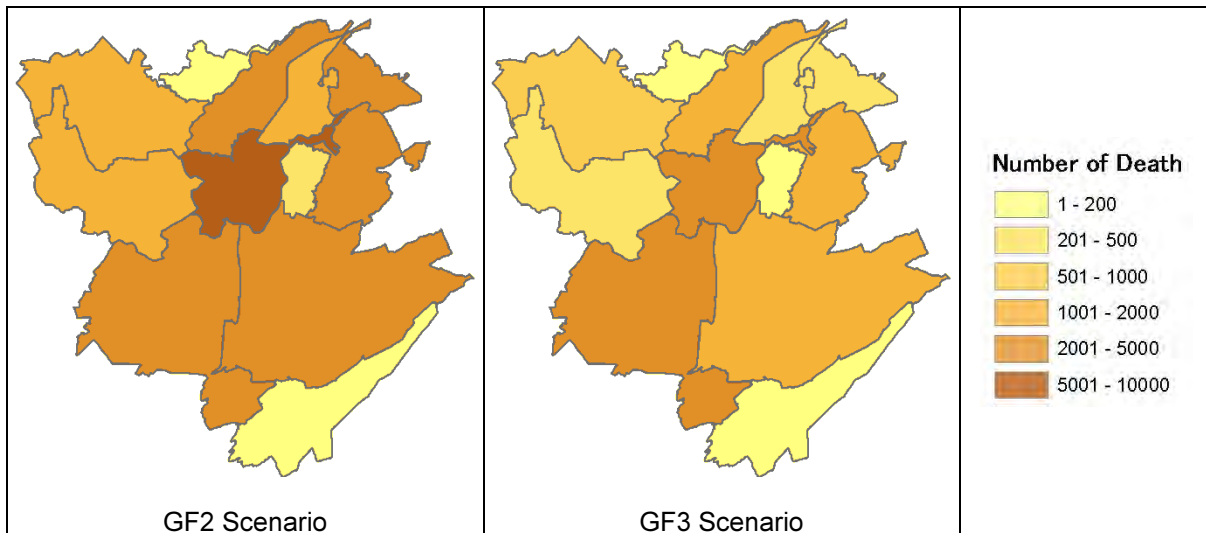 Number of Death
1 - 200
201 - 500
501 - 1000
1001 - 2000
2001 - 5000
5001 - 10000
GF2 Scenario
GF3 Scenario